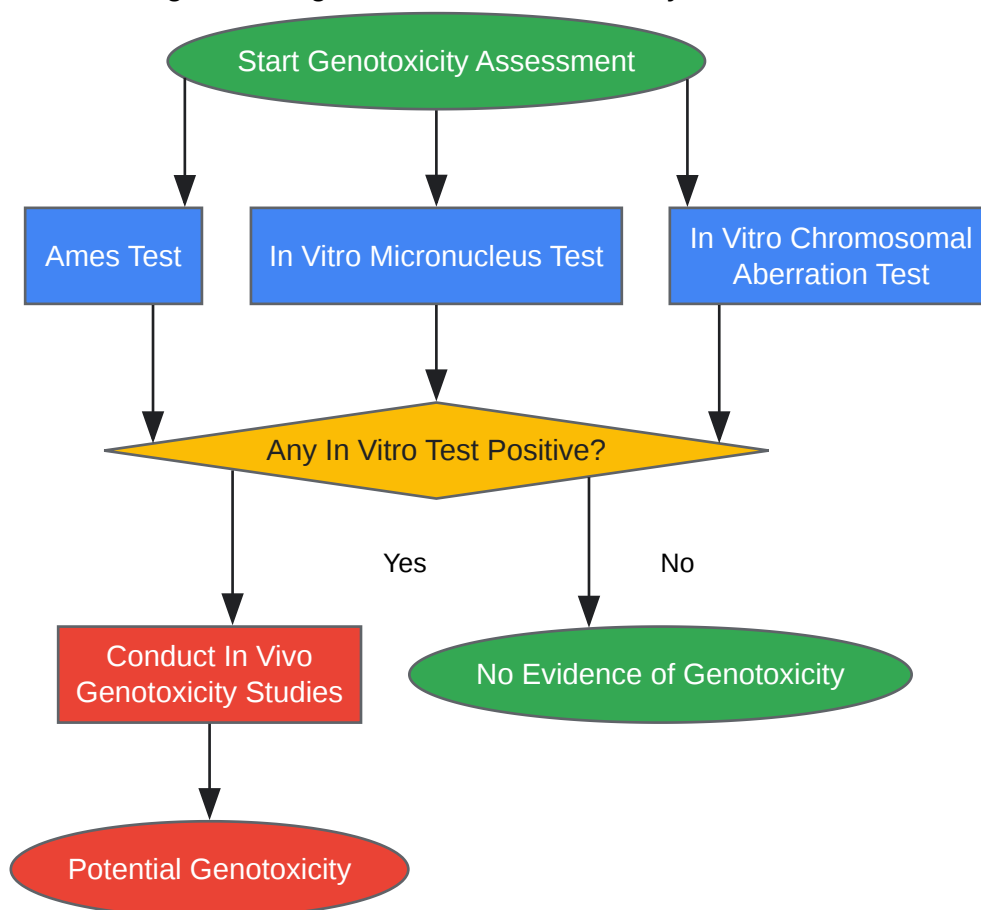 Start Genotoxicity Assessment
Ames Test
In Vitro Micronucleus Test
In Vitro Chromosomal
Aberration Test
Any In Vitro Test Positive?
Yes
No
Conduct In Vivo
Genotoxicity Studies
No Evidence of Genotoxicity
Potential Genotoxicity